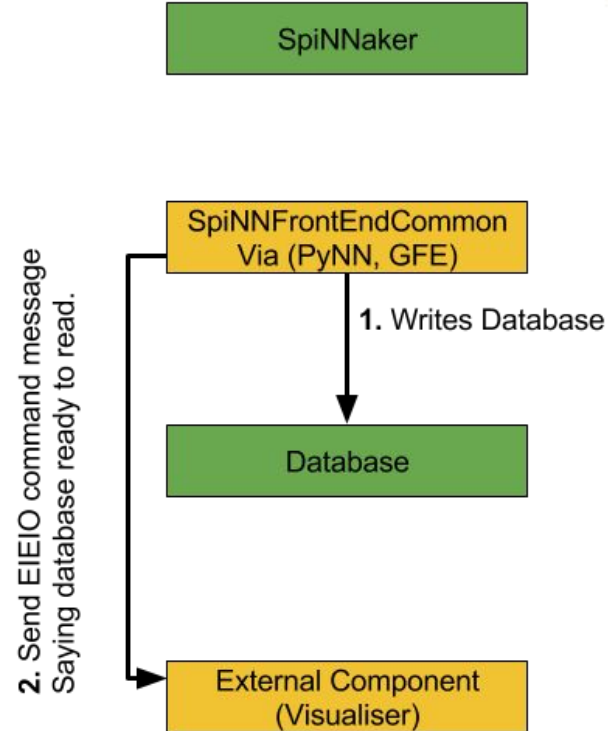 SpiNNaker
SpiNNFrontEndCommon
Via (PyNN, GFE)
1. Writes Database
Database
2. Send EIEIO command message
Saying database ready to read.
External Component
(Visualiser)